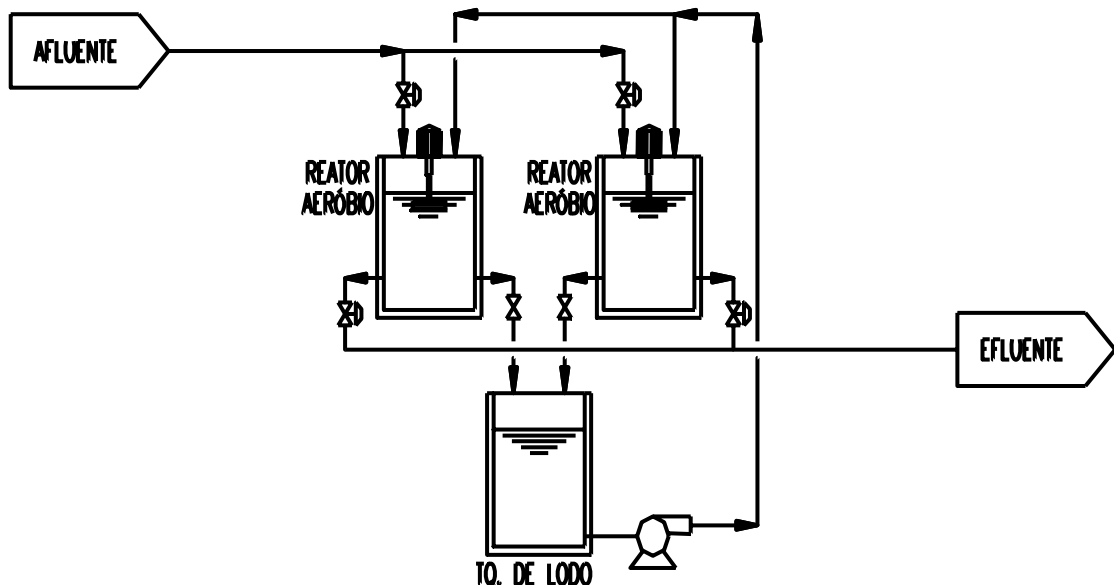 AFLUENTE
REATOR
AERÓBIO
REATOR
AERÓBIO
EFLUENTE
TQ. DE LODO